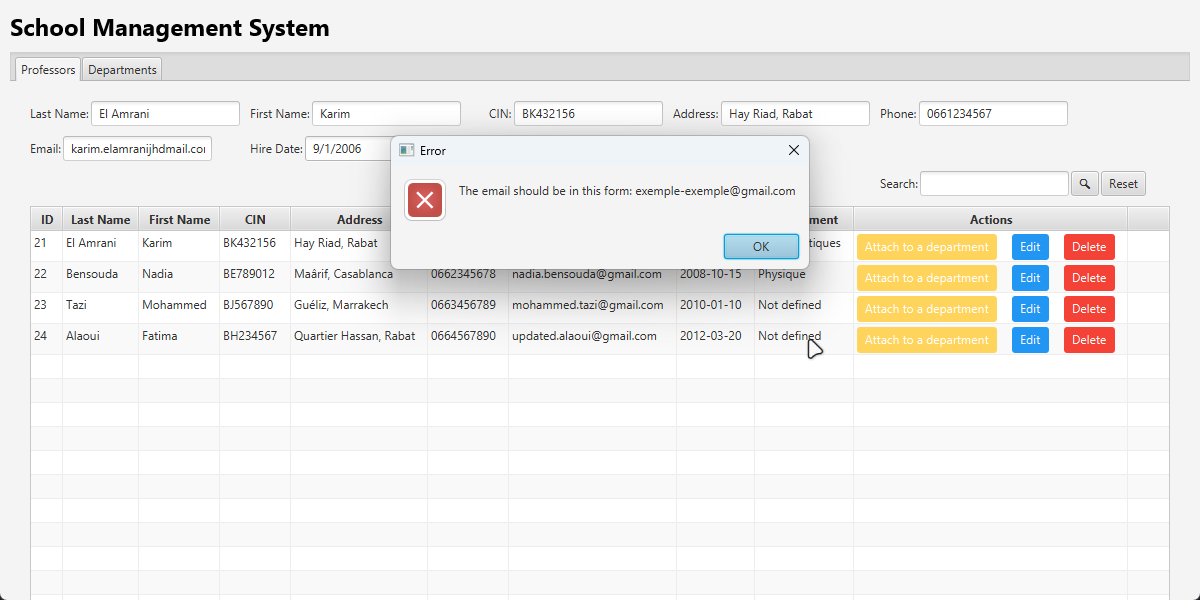 School Management System
Professors Departments
Last Name: El Amrani First Name: Karim CIN: BK432156 Address: Hay Riad, Rabat Phone: 0661234567
Email: karim.elamranijhdmail.co Hire Date: 9/1/2006
Error
The email should be in this form: exemple-exemple@gmail.com
OK
Search: Reset
ID Last Name First Name CIN Address ment Actions
21 El Amrani Karim BK432156 Hay Riad, Rabat tiques Attach to a department Edit Delete
22 Bensouda Nadia BE789012 Maârif, Casablanca 0662345678 nadia.bensouda@gmail.com 2008-10-15 Physique Attach to a department Edit Delete
23 Tazi Mohammed BJ567890 Guéliz, Marrakech 0663456789 mohammed.tazi@gmail.com 2010-01-10 Not defined Attach to a department Edit Delete
24 Alaoui Fatima BH234567 Quartier Hassan, Rabat 0664567890 updated.alaoui@gmail.com 2012-03-20 Not defined Attach to a department Edit Delete